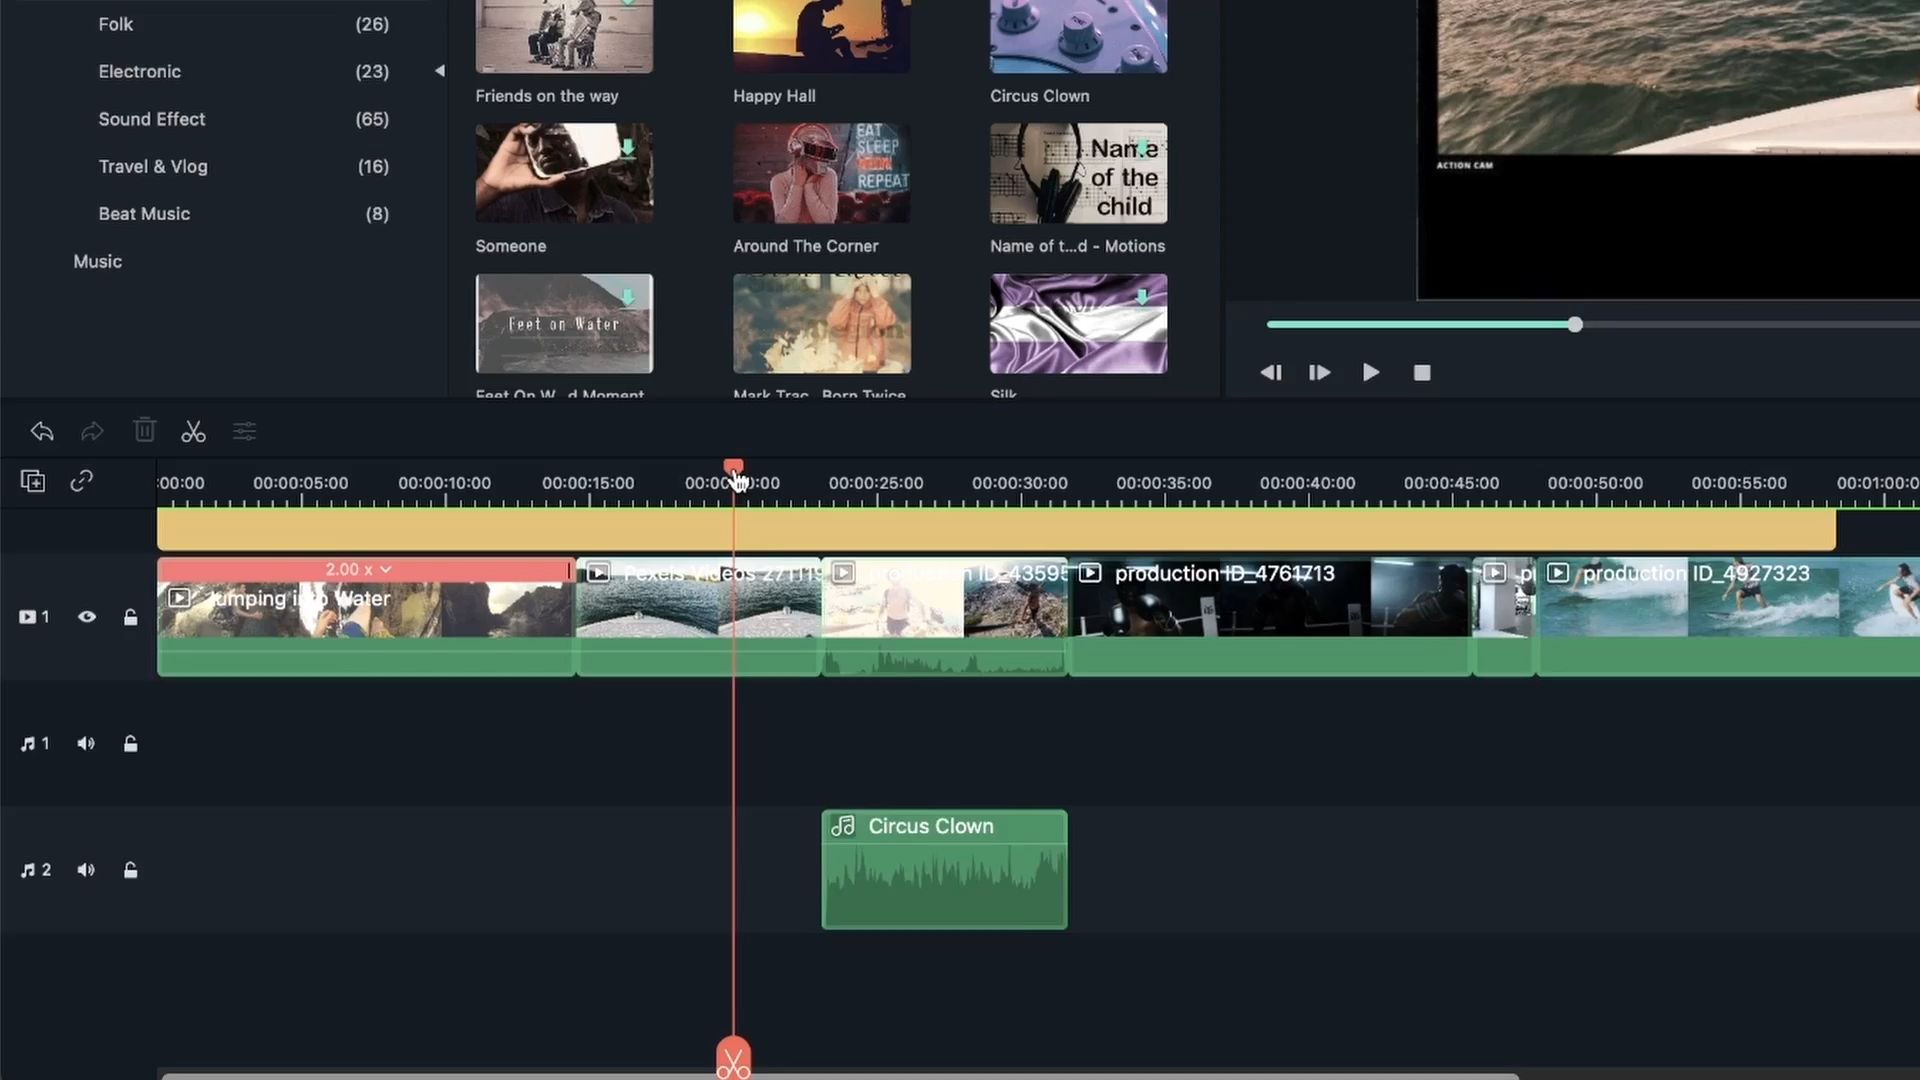 Folk (26)
Electronic (23)
Sound Effect (65)
Travel & Vlog (16)
Beat Music (8)
Music
Friends on the way
Happy Hall
Circus Clown
EAT
SLEEP
REPEAT
Name
of the
child
Someone
Around The Corner
Name of t...d - Motions
Feet on Water
Feet On W...d Moment
Mark Trac...Born Twice
Silk
ACTION CAM
:00:00 00:00:05:00 00:00:10:00 00:00:15:00 00:00:25:00 00:00:30:00 00:00:35:00 00:00:40:00 00:00:45:00 00:00:50:00 00:00:55:00 00:01:00:0
2.00 x
Jumping into Water
Pexels Videos 27111
production ID_43595
production ID_4761713
pr
production ID_4927323
1
1
Circus Clown
2